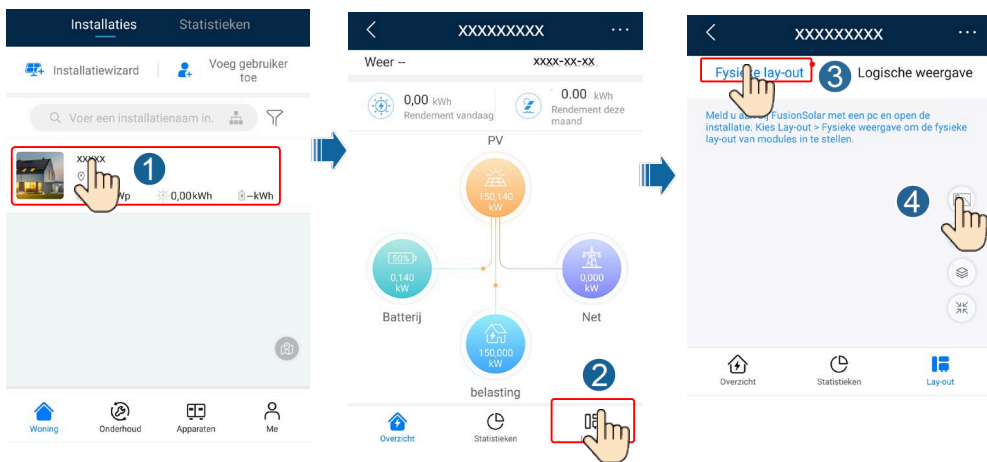 Installaties Statistieken
Installatiewizard
Voeg gebruiker
toe
Voer een installatienaam in.
1
0,00kWh
--kWh
Woning Onderhoud Apparaten Me
XXXXXXXXX
Weer -- XXXX-XX-XX
0,00 kWh
Rendement vandaag
0.00 kWh
Rendement deze
maand
PV
150,140
kW
50%
0,140
kW
0,000
kW
Batterij Net
150,000
kW
belasting
2
Overzicht Statistieken
XXXXXXXXX
Fysieke lay-out 3 Logische weergave
Meld u aan bij FusionSolar met een pc en open de
installatie. Kies Lay-out > Fysieke weergave om de fysieke
lay-out van modules in te stellen.
4
Overzicht Statistieken Lay-out